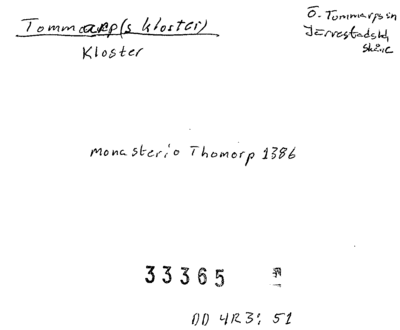 Tommarp(s kloster)
Kloster
Ö. Tommarps sn
Järrestads hd
Skåne
monasterio Thomorp 1386
33365
DD 4R3: 51